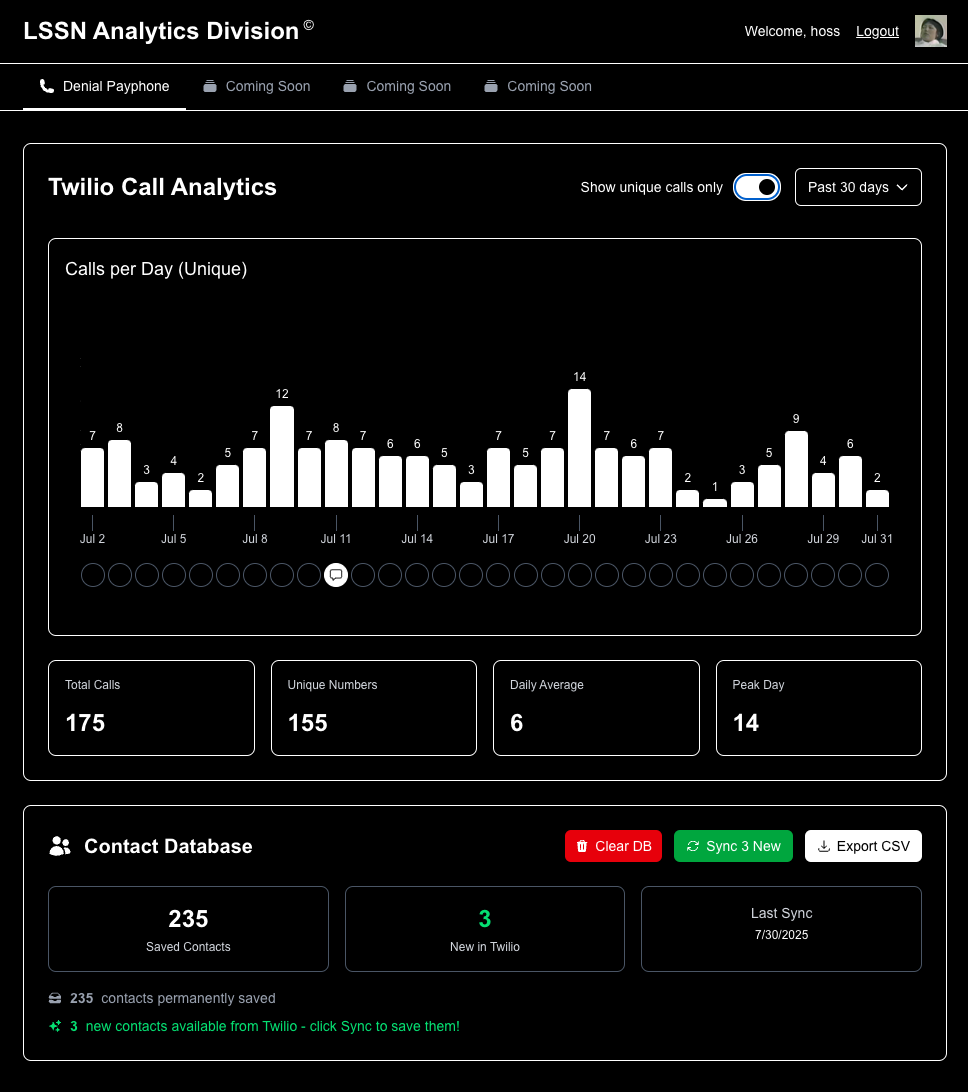 LSSN Analytics Division ©
Welcome, hoss Logout
Denial Payphone Coming Soon Coming Soon Coming Soon
Twilio Call Analytics
Show unique calls only Past 30 days
Calls per Day (Unique)
7 8 3 4 2 5 7 12 7 8 7 6 6 5 3 7 5 7 14 7 6 7 2 1 3 5 9 4 6 2
Jul 2 Jul 5 Jul 8 Jul 11 Jul 14 Jul 17 Jul 20 Jul 23 Jul 26 Jul 29 Jul 31
Total Calls Unique Numbers Daily Average Peak Day
175 155 6 14
Contact Database
Clear DB Sync 3 New Export CSV
235
Saved Contacts
3
New in Twilio
Last Sync
7/30/2025
235 contacts permanently saved
3 new contacts available from Twilio - click Sync to save them!